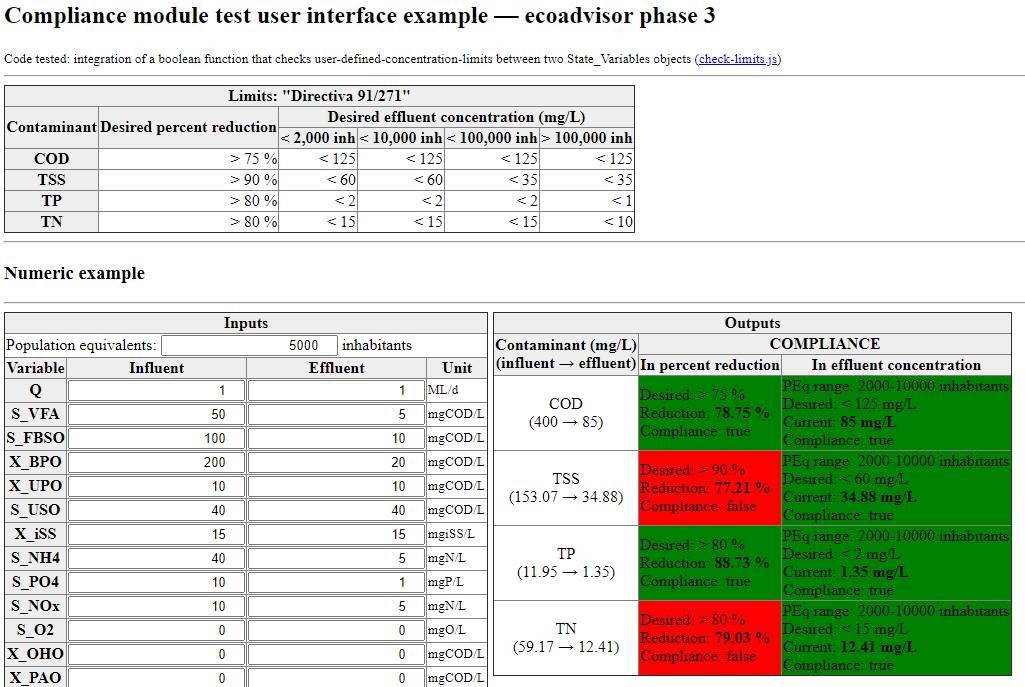 Compliance module test user interface example — ecoadvisor phase 3
Code tested: integration of a boolean function that checks user-defined-concentration-limits between two State_Variables objects (check-limits.js)
Limits: "Directiva 91/271"
Contaminant Desired percent reduction Desired effluent concentration (mg/L)
< 2,000 inh < 10,000 inh < 100,000 inh > 100,000 inh
COD > 75 % < 125 < 125 < 125 < 125
TSS > 90 % < 60 < 60 < 35 < 35
TP > 80 % < 2 < 2 < 2 < 1
TN > 80 % < 15 < 15 < 15 < 10
Numeric example
Inputs
Population equivalents: 5000 inhabitants
Variable Influent Effluent Unit
Q 1 1 ML/d
S_VFA 50 5 mgCOD/L
S_FBSO 100 10 mgCOD/L
X_BPO 200 20 mgCOD/L
X_UPO 10 10 mgCOD/L
S_USO 40 40 mgCOD/L
X_iSS 15 15 mgiSS/L
S_NH4 40 5 mgN/L
S_PO4 10 1 mgP/L
S_NOx 10 5 mgN/L
S_O2 0 0 mgO/L
X_OHO 0 0 mgCOD/L
X_PAO 0 0 mgCOD/L
Outputs
Contaminant (mg/L)
(influent → effluent)
COMPLIANCE
In percent reduction In effluent concentration
COD
(400 → 85)
Desired: > 75 %
Reduction: 78.75 %
Compliance: true
PEq range: 2000-10000 inhabitants
Desired: < 125 mg/L
Current: 85 mg/L
Compliance: true
TSS
(153.07 → 34.88)
Desired: > 90 %
Reduction: 77.21 %
Compliance: false
PEq range: 2000-10000 inhabitants
Desired: < 60 mg/L
Current: 34.88 mg/L
Compliance: true
TP
(11.95 → 1.35)
Desired: > 80 %
Reduction: 88.73 %
Compliance: true
PEq range: 2000-10000 inhabitants
Desired: < 2 mg/L
Current: 1.35 mg/L
Compliance: true
TN
(59.17 → 12.41)
Desired: > 80 %
Reduction: 79.03 %
Compliance: false
PEq range: 2000-10000 inhabitants
Desired: < 15 mg/L
Current: 12.41 mg/L
Compliance: true